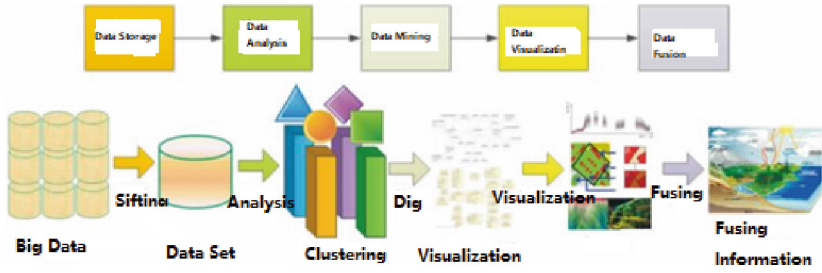 Data Storage
Data
Analysis
Data Mining
Data
Visualizatin
Data
Fusion
Sifting
Analysis
Dig
Visualization
Fusing
Big Data
Data Set
Clustering
Visualization
Fusing
Information